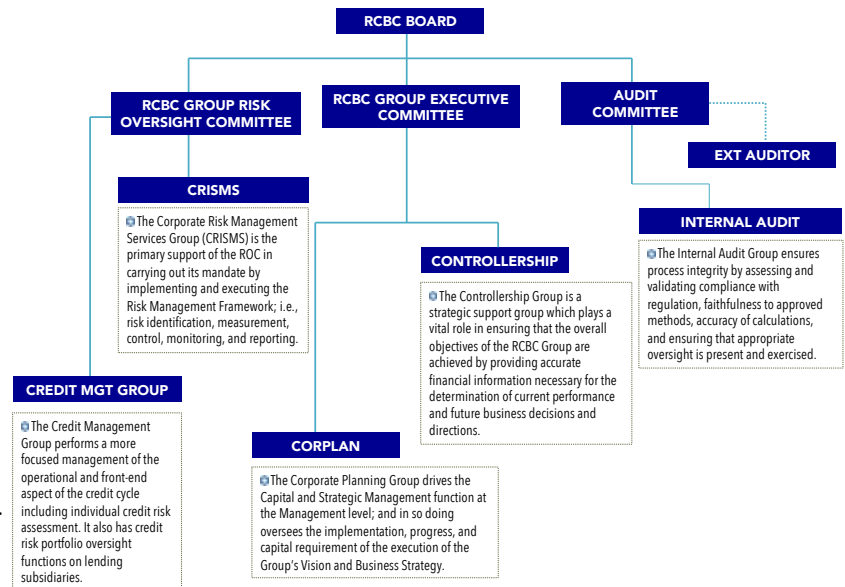 RCBC BOARD
RCBC GROUP RISK
OVERSIGHT COMMITTEE
RCBC GROUP EXECUTIVE
COMMITTEE
AUDIT
COMMITTEE
EXT AUDITOR
CRISMS
The Corporate Risk Management
Services Group (CRISMS) is the
primary support of the ROC in
carrying out its mandate by
implementing and executing the
Risk Management Framework; i.e.,
risk identification, measurement,
control, monitoring, and reporting.
INTERNAL AUDIT
The Internal Audit Group ensures
process integrity by assessing and
validating compliance with
regulation, faithfulness to approved
methods, accuracy of calculations,
and ensuring that appropriate
oversight is present and exercised.
CONTROLLERSHIP
The Controllership Group is a
strategic support group which plays a
vital role in ensuring that the overall
objectives of the RCBC Group are
achieved by providing accurate
financial information necessary for the
determination of current performance
and future business decisions and
directions.
CREDIT MGT GROUP
The Credit Management
Group performs a more
focused management of the
operational and front-end
aspect of the credit cycle
including individual credit risk
assessment. It also has credit
risk portfolio oversight
functions on lending
subsidiaries.
CORPLAN
The Corporate Planning Group drives the
Capital and Strategic Management function at
the Management level; and in so doing
oversees the implementation, progress, and
capital requirement of the execution of the
Group's Vision and Business Strategy.